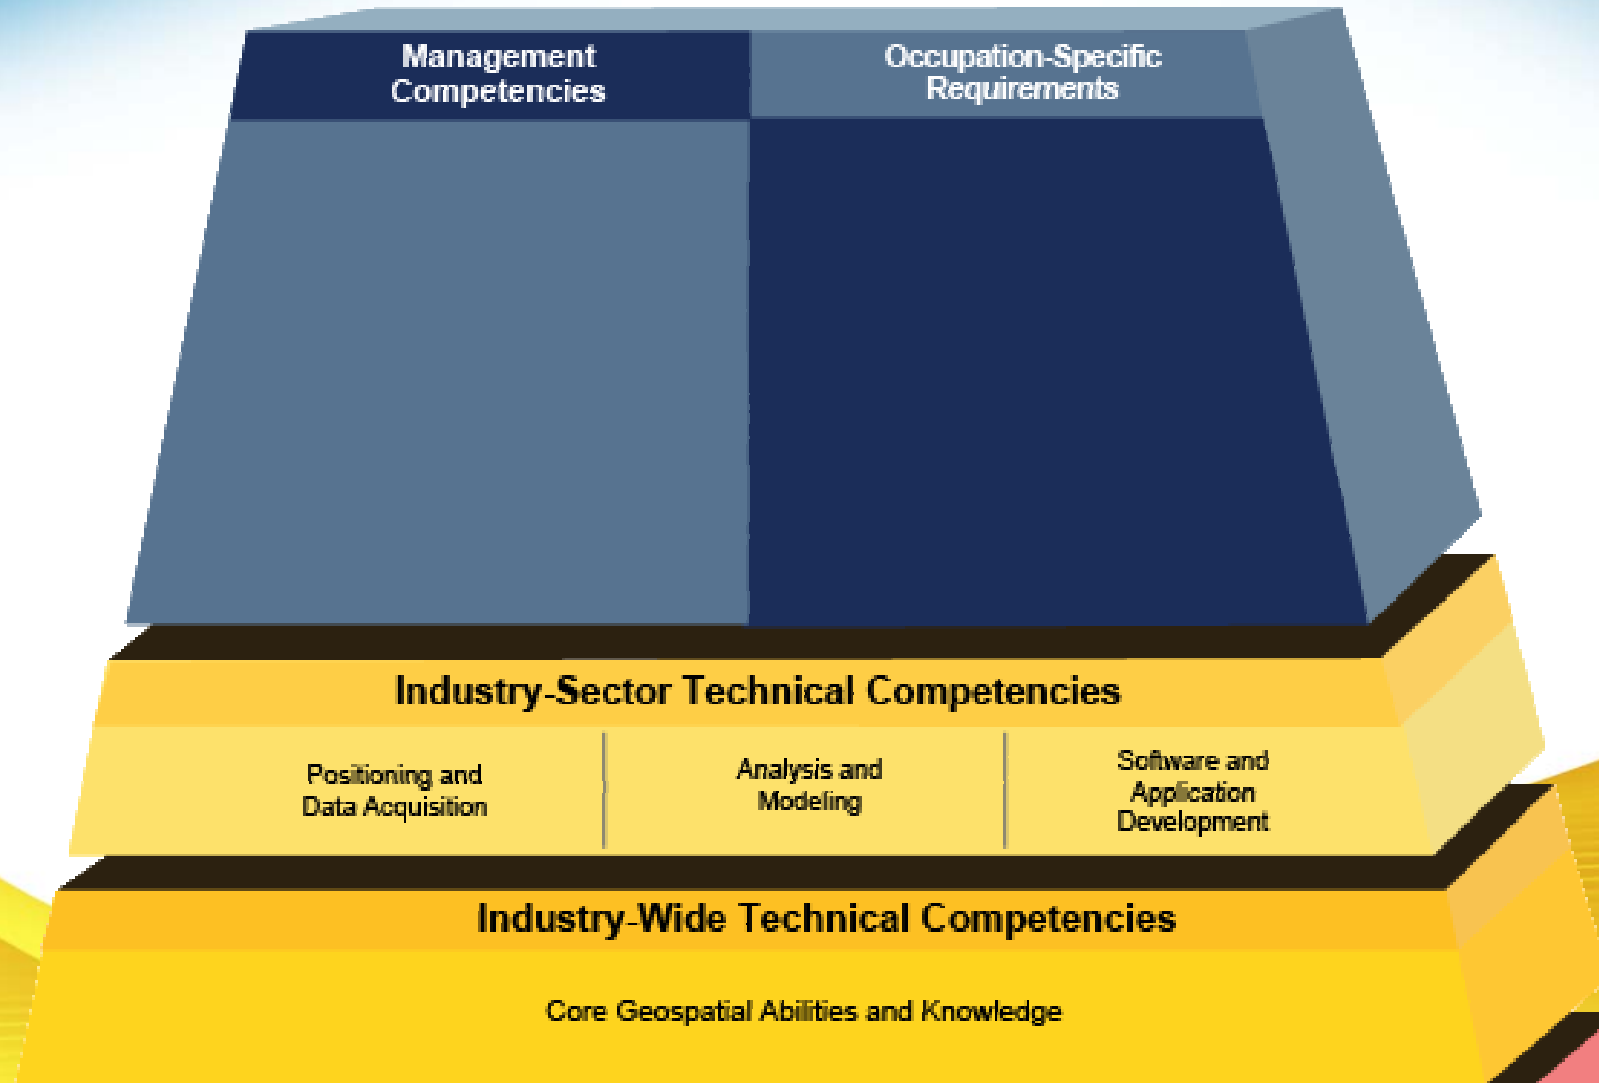 Management
Competencies
Occupation-Specific
Requirements
Industry-Sector Technical Competencies
Positioning and
Data Acquisition
Analysis and
Modeling
Software and
Application
Development
Industry-Wide Technical Competencies
Core Geospatial Abilities and Knowledge